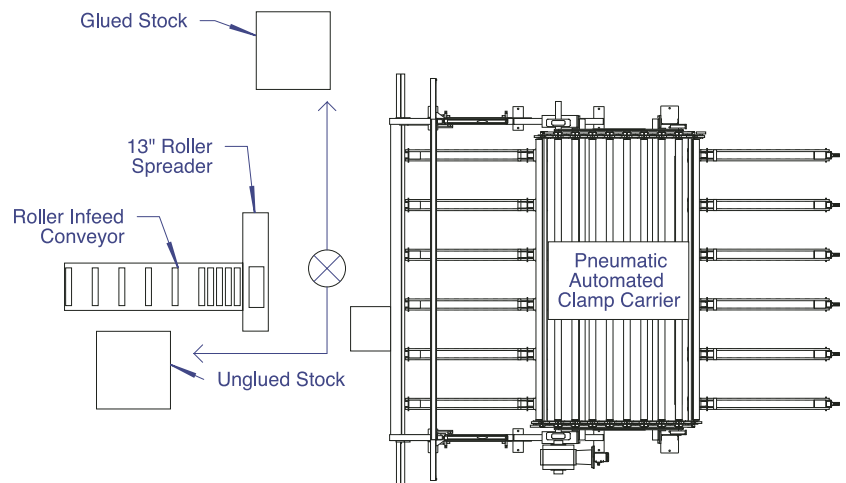 Glued Stock
13" Roller
Spreader
Roller Infeed
Conveyor
Pneumatic
Automated
Clamp Carrier
Unglued Stock